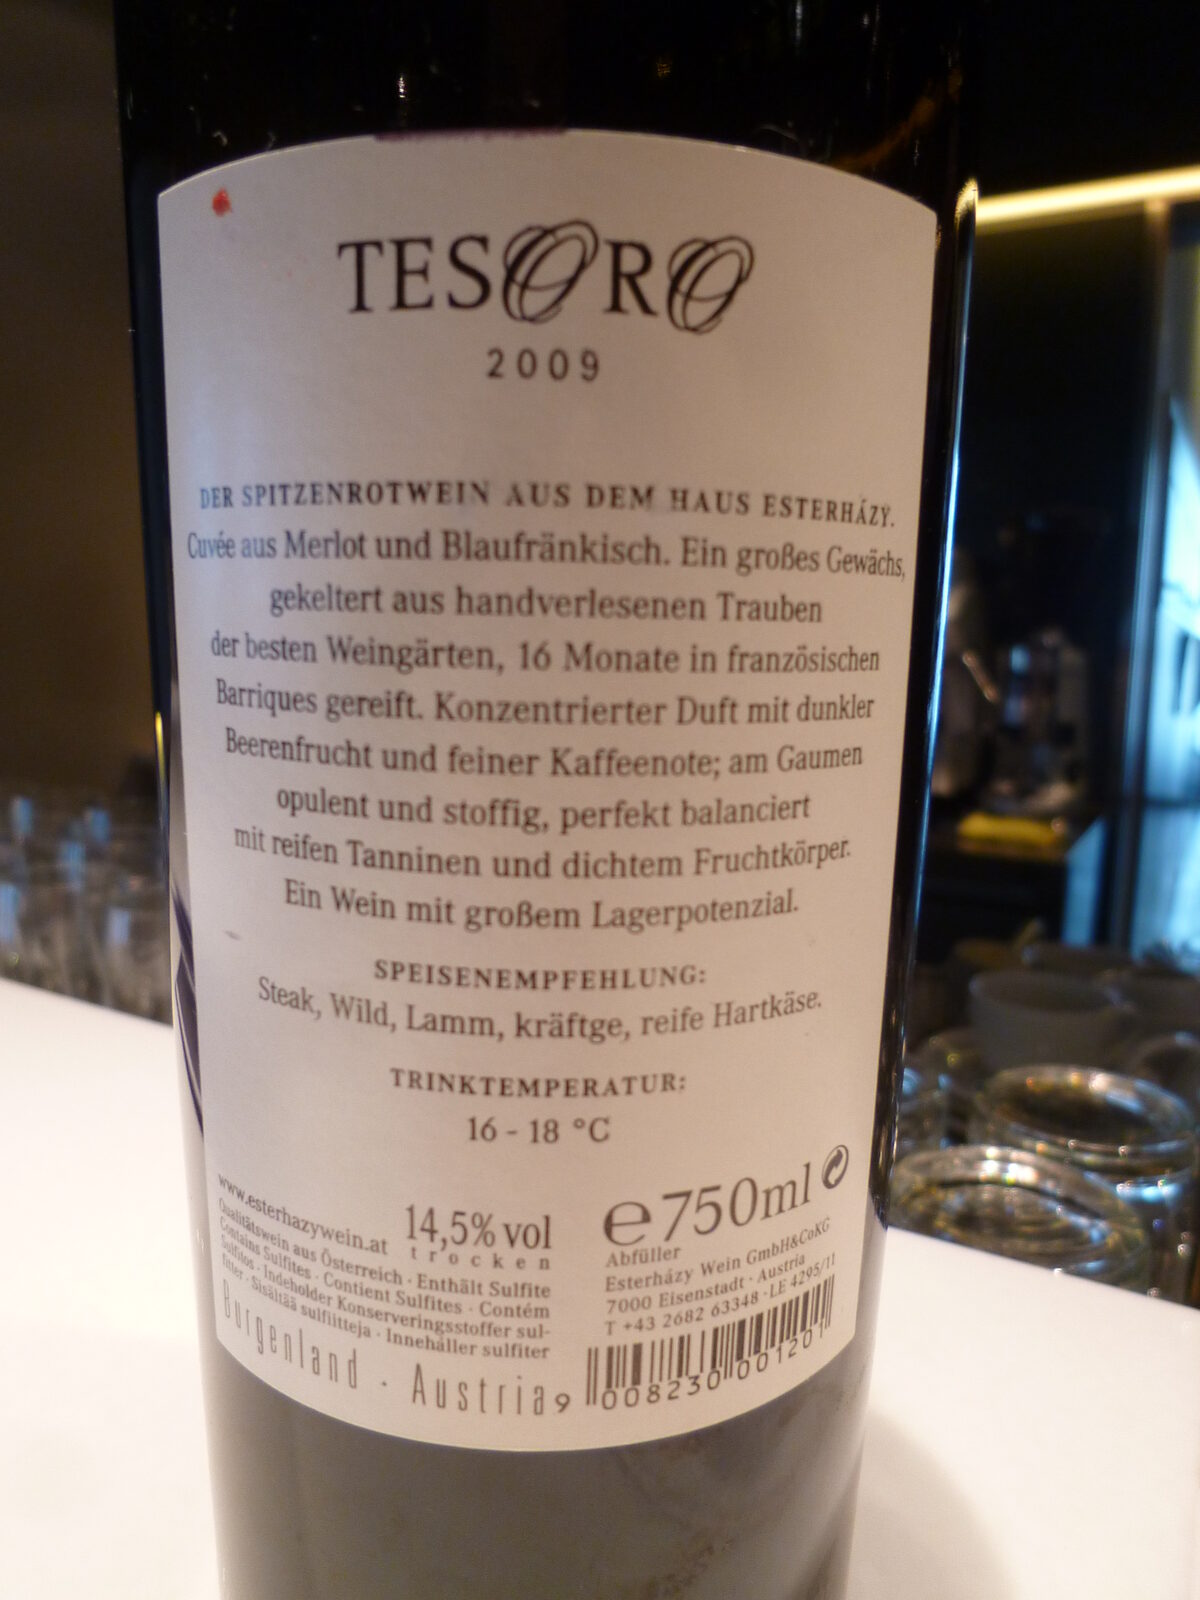 TESORO
2009
DER SPITZENROTWEIN AUS DEM HAUS ESTERHÁZY.
Cuvée aus Merlot und Blaufränkisch. Ein großes Gewächs,
gekeltert aus handverlesenen Trauben
der besten Weingärten, 16 Monate in französischen
Barriques gereift. Konzentrierter Duft mit dunkler
Beerenfrucht und feiner Kaffeenote; am Gaumen
opulent und stoffig, perfekt balanciert
mit reifen Tanninen und dichtem Fruchtkörper.
Ein Wein mit großem Lagerpotenzial.
SPEISENEMPFEHLUNG:
Steak, Wild, Lamm, kräftge, reife Hartkäse.
TRINKTEMPERATUR:
16 - 18 °C
www.esterhazywein.at
14,5% vol
trocken
Qualitätswein aus Österreich · Enthält Sulfite
Contains Sulfites · Contient Sulfites · Contém
Sulfitos · Indeholder Konserveringsstoffer sul-
fitter · Sisältää sulfiitteja · Innehåller sulfiter
Burgenland · Austria
e 750ml
Abfüller
Esterházy Wein GmbH&CoKG
7000 Eisenstadt · Austria
T +43 2682 63348 · LE 4295/11
9 008230 001201